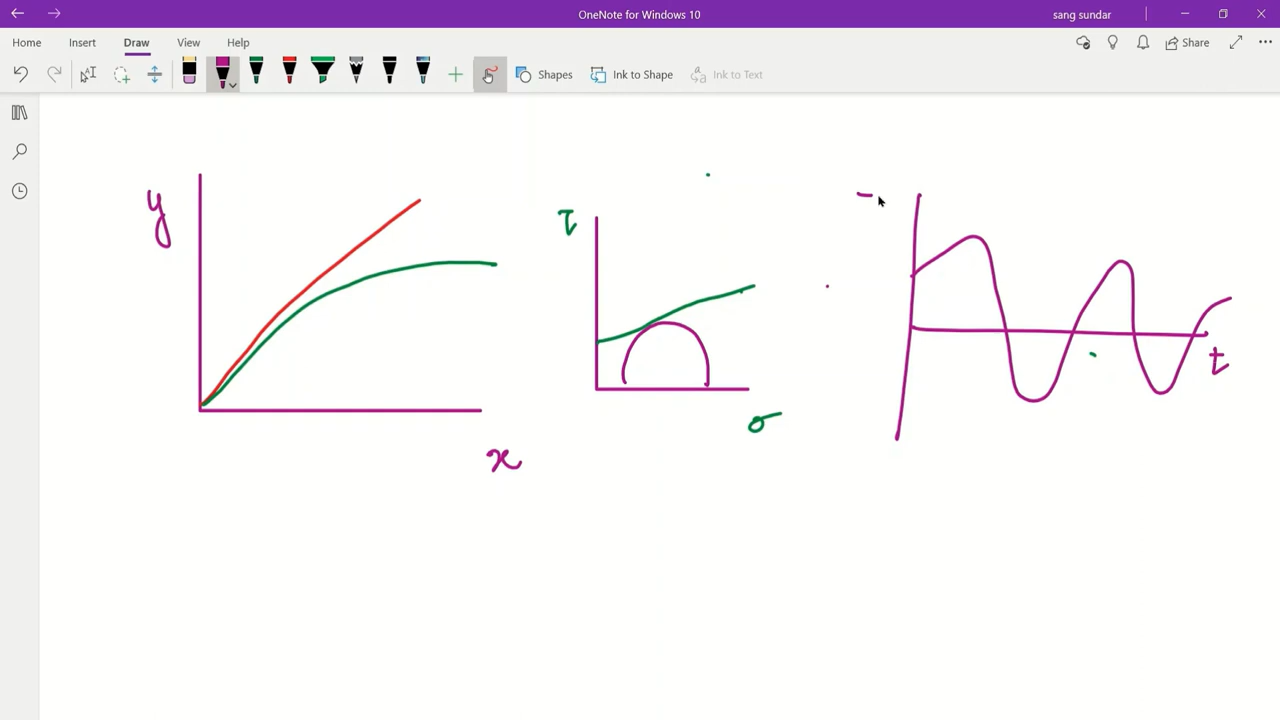 OneNote for Windows 10
sang sundar
Home Insert Draw View Help
Share
Shapes
Ink to Shape
Ink to Text
y
x
τ
σ
t